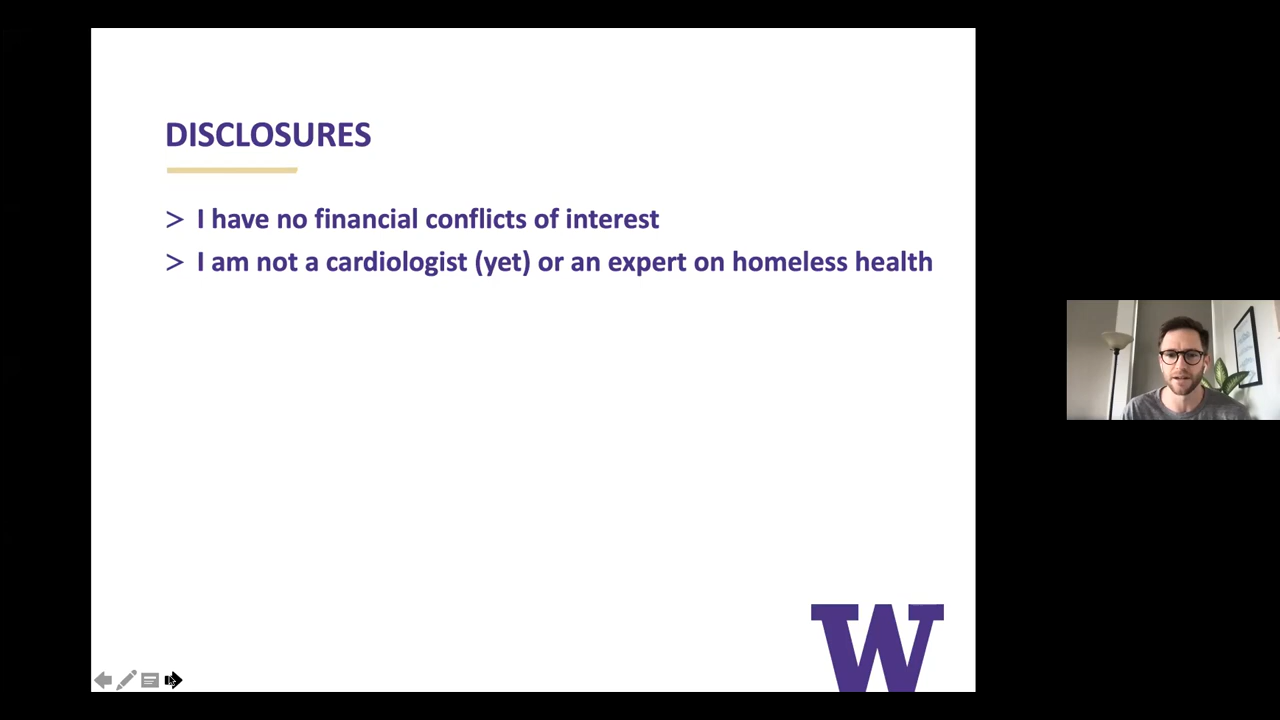 DISCLOSURES
> I have no financial conflicts of interest
> I am not a cardiologist (yet) or an expert on homeless health
W